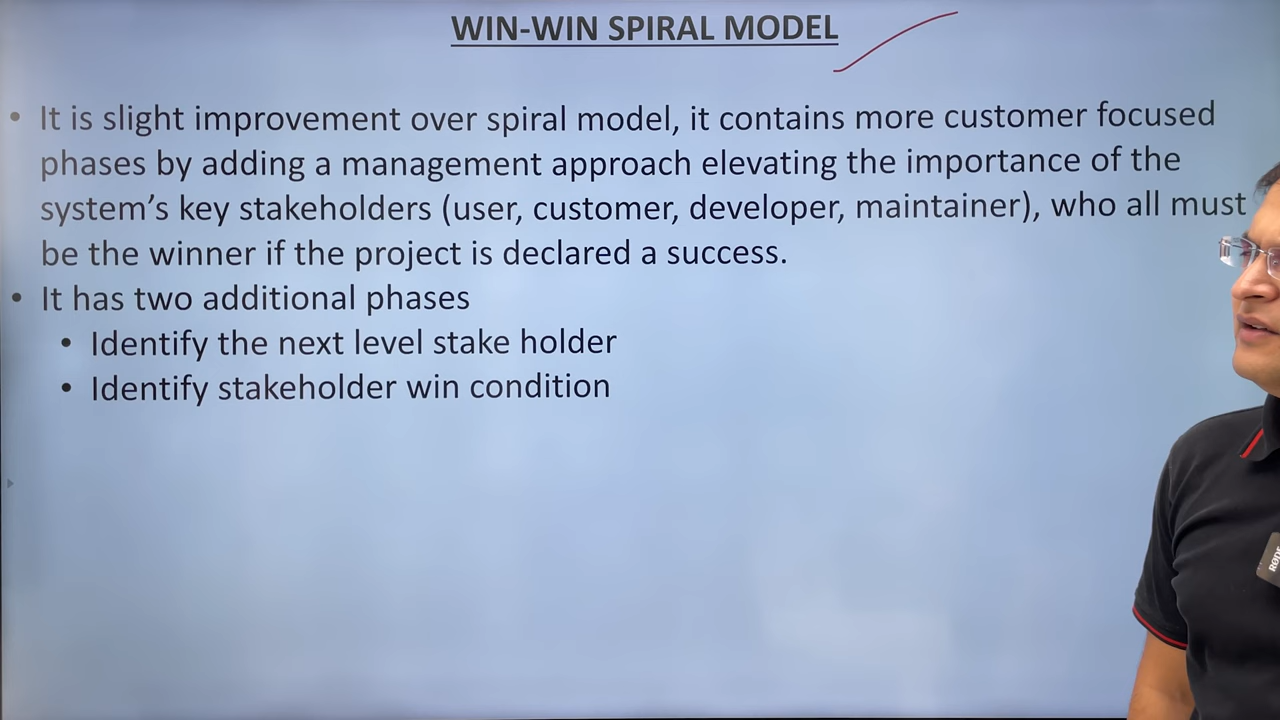 WIN-WIN SPIRAL MODEL
• It is slight improvement over spiral model, it contains more customer focused
phases by adding a management approach elevating the importance of the
system’s key stakeholders (user, customer, developer, maintainer), who all must
be the winner if the project is declared a success.
• It has two additional phases
• Identify the next level stake holder
• Identify stakeholder win condition